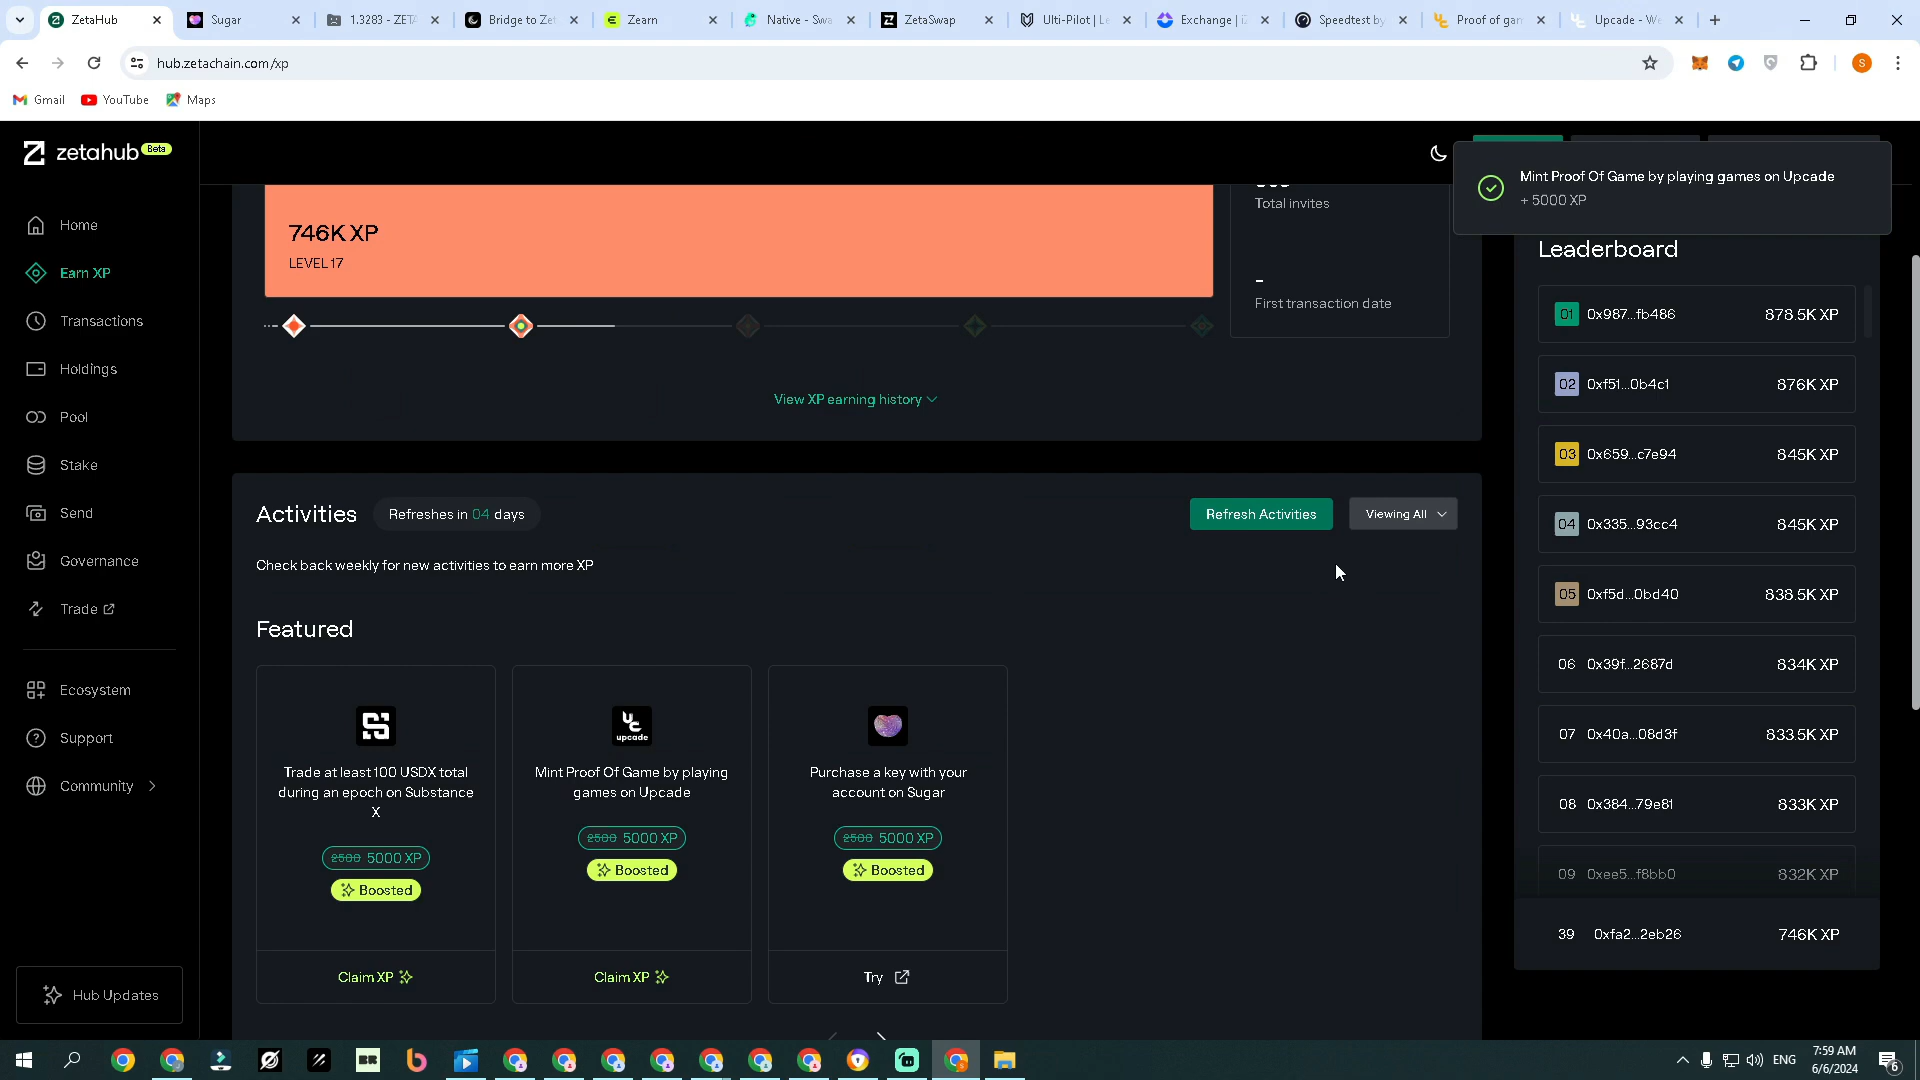 ZetaHub
Sugar
1.3283 - ZETA
Bridge to Zet
Zearn
Native - Swa
ZetaSwap
Ulti-Pilot | Le
Exchange | iZ
Speedtest by
Proof of gam
Upcade - We
hub.zetachain.com/xp
S
Gmail
YouTube
Maps
zetahub Beta
Home
Earn XP
Transactions
Holdings
Pool
Stake
Send
Governance
Trade
Ecosystem
Support
Community
Hub Updates
746K XP
LEVEL 17
Total invites
-
First transaction date
View XP earning history
Mint Proof Of Game by playing games on Upcade
+ 5000 XP
Activities
Refreshes in 04 days
Refresh Activities
Viewing All
Check back weekly for new activities to earn more XP
Featured
Trade at least 100 USDX total
during an epoch on Substance
X
2500 5000 XP
Boosted
Claim XP
upcade
Mint Proof Of Game by playing
games on Upcade
2500 5000 XP
Boosted
Claim XP
Purchase a key with your
account on Sugar
2500 5000 XP
Boosted
Try
Leaderboard
01 0x987...fb486 878.5K XP
02 0xf51...0b4c1 876K XP
03 0x659...c7e94 845K XP
04 0x335...93cc4 845K XP
05 0xf5d...0bd40 838.5K XP
06 0x39f...2687d 834K XP
07 0x40a...08d3f 833.5K XP
08 0x384...79e81 833K XP
09 0xee5...f8bb0 832K XP
39 0xfa2...2eb26 746K XP
BR
ENG
7:59 AM
6/6/2024
6